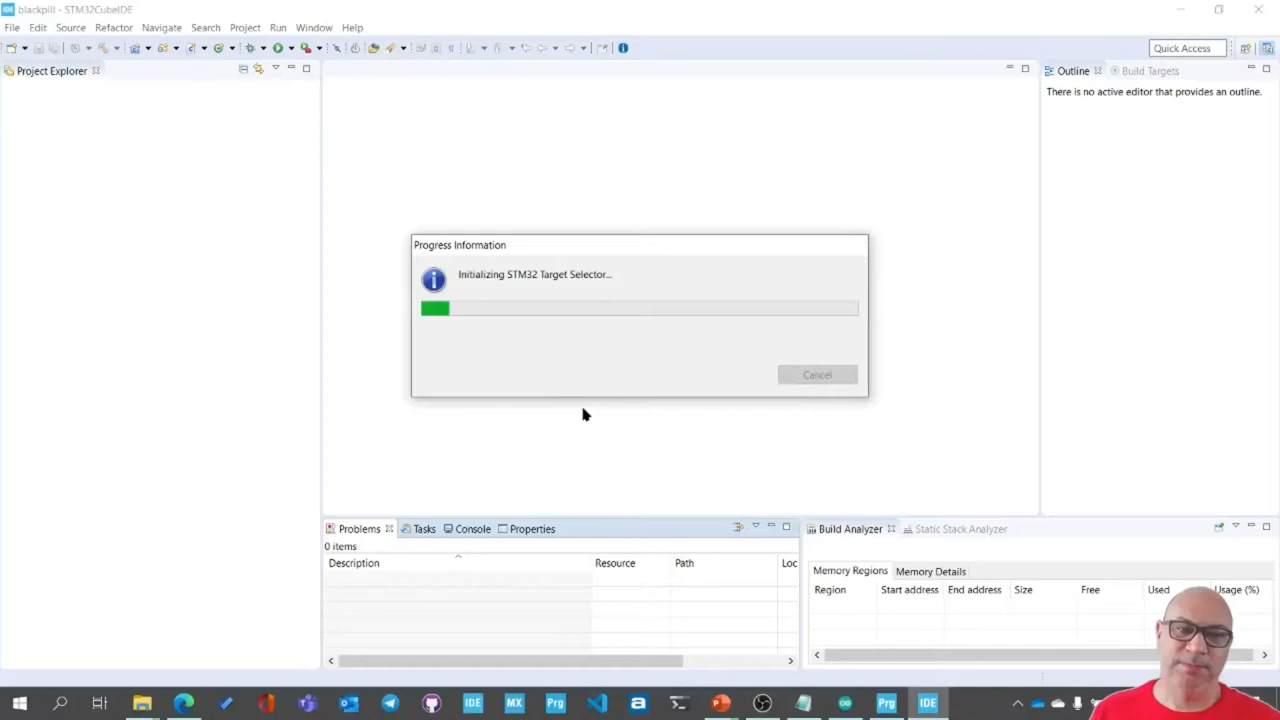 IDE blackpill - STM32CubeIDE
File Edit Source Refactor Navigate Search Project Run Window Help
Quick Access
Project Explorer
Outline Build Targets
There is no active editor that provides an outline.
Progress Information
Initializing STM32 Target Selector...
Cancel
Problems Tasks Console Properties
0 items
Description Resource Path Loc
Build Analyzer Static Stack Analyzer
Memory Regions Memory Details
Region Start address End address Size Free Used Usage (%)
IDE MX Prg Prg IDE